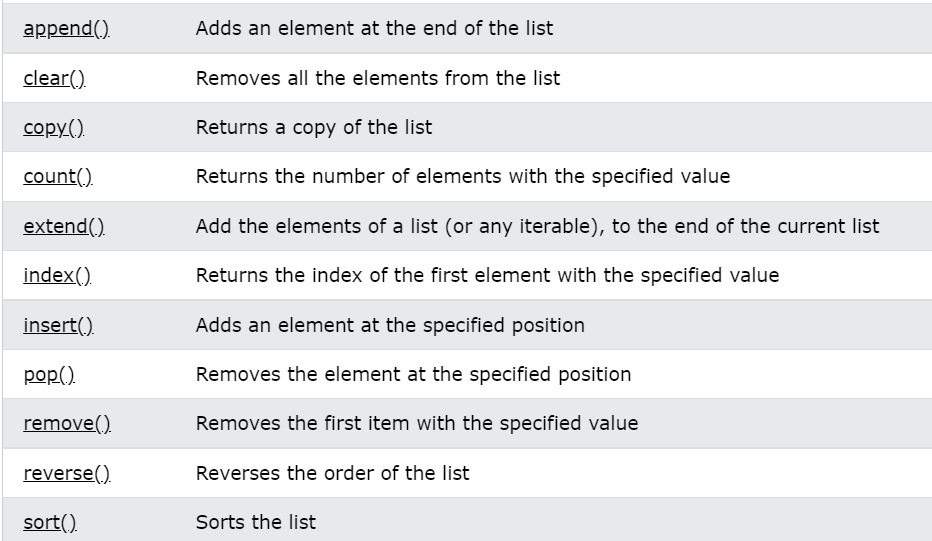 append() Adds an element at the end of the list
clear() Removes all the elements from the list
copy() Returns a copy of the list
count() Returns the number of elements with the specified value
extend() Add the elements of a list (or any iterable), to the end of the current list
index() Returns the index of the first element with the specified value
insert() Adds an element at the specified position
pop() Removes the element at the specified position
remove() Removes the first item with the specified value
reverse() Reverses the order of the list
sort() Sorts the list